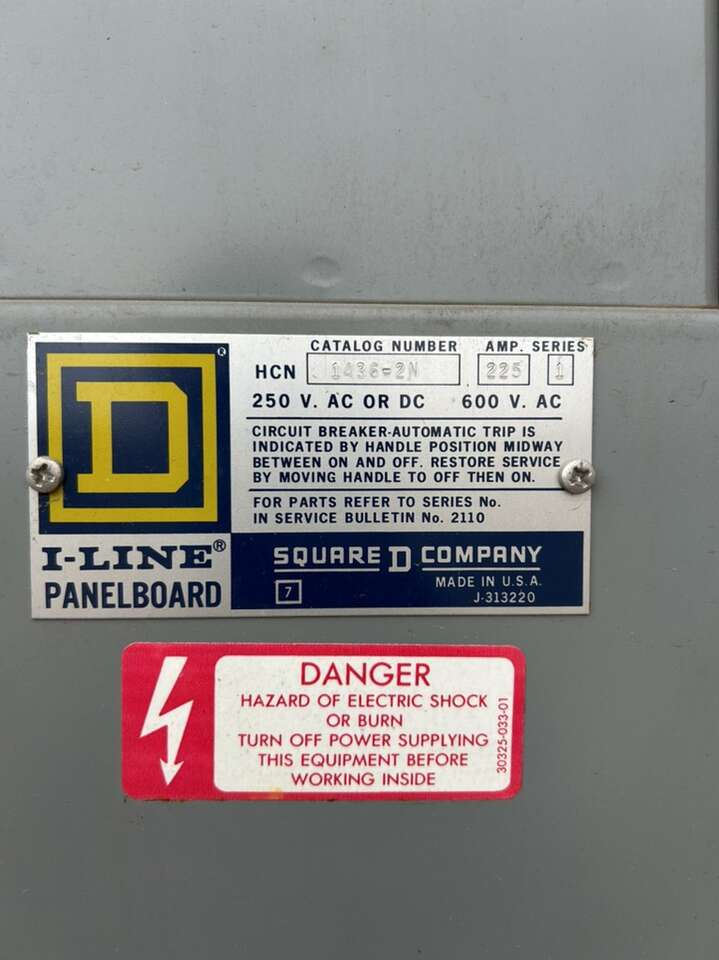 D ®
I-LINE®
PANELBOARD
CATALOG NUMBER AMP. SERIES
HCN 1436-2N 225 1
250 V. AC OR DC 600 V. AC
CIRCUIT BREAKER-AUTOMATIC TRIP IS
INDICATED BY HANDLE POSITION MIDWAY
BETWEEN ON AND OFF. RESTORE SERVICE
BY MOVING HANDLE TO OFF THEN ON.
FOR PARTS REFER TO SERIES No.
IN SERVICE BULLETIN No. 2110
SQUARE D COMPANY
7 MADE IN U.S.A.
J-313220
DANGER
HAZARD OF ELECTRIC SHOCK
OR BURN
TURN OFF POWER SUPPLYING
THIS EQUIPMENT BEFORE
WORKING INSIDE
30325-033-01